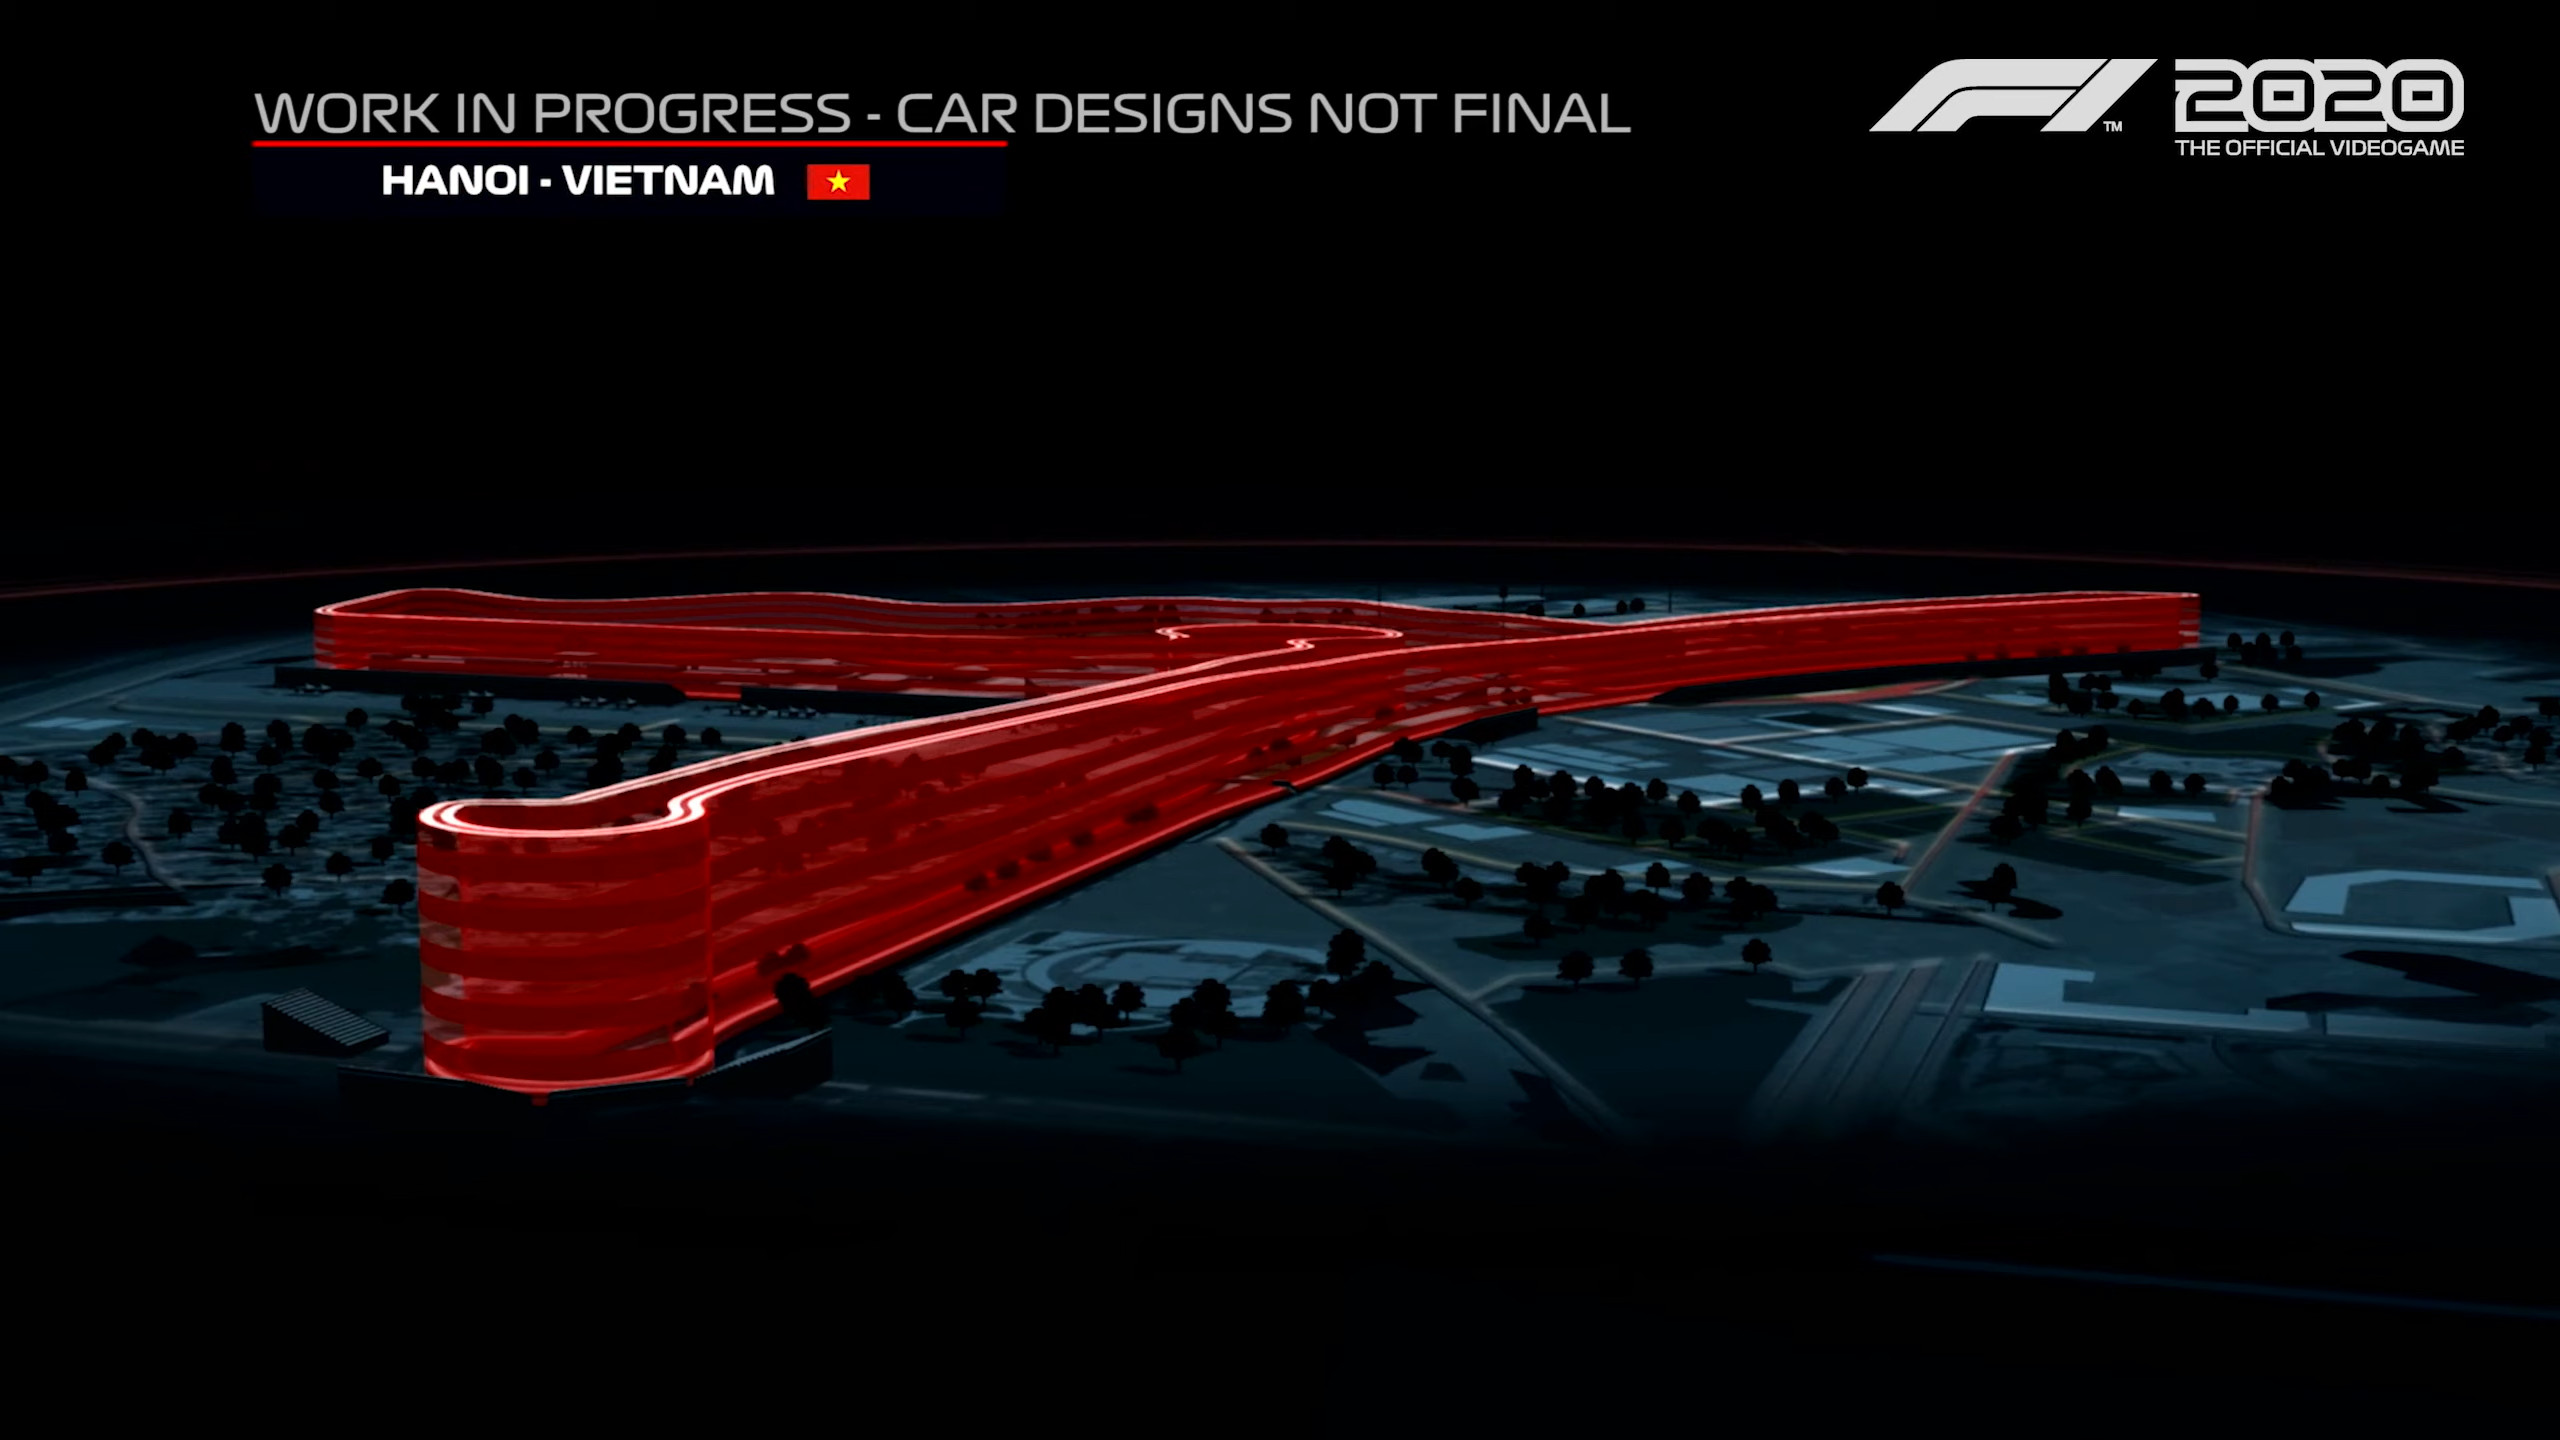 WORK IN PROGRESS - CAR DESIGNS NOT FINAL
HANOI - VIETNAM
F1 TM 2020
THE OFFICIAL VIDEOGAME